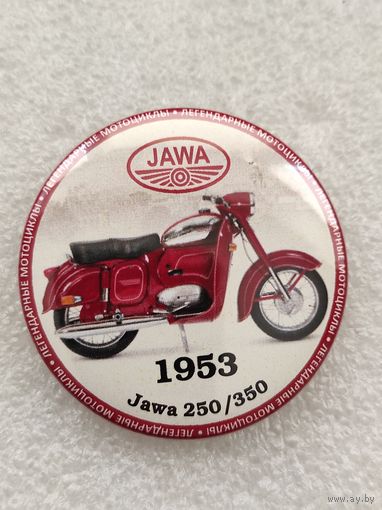 ЛЕГЕНДАРНЫЕ МОТОЦИКЛЫ • ЛЕГЕНДАРНЫЕ МОТОЦИКЛЫ • ЛЕГЕНДАРНЫЕ МОТОЦИКЛЫ • ЛЕГЕНДАРНЫЕ МОТОЦИКЛЫ •
JAWA
1953
Jawa 250/350
www.ay.by